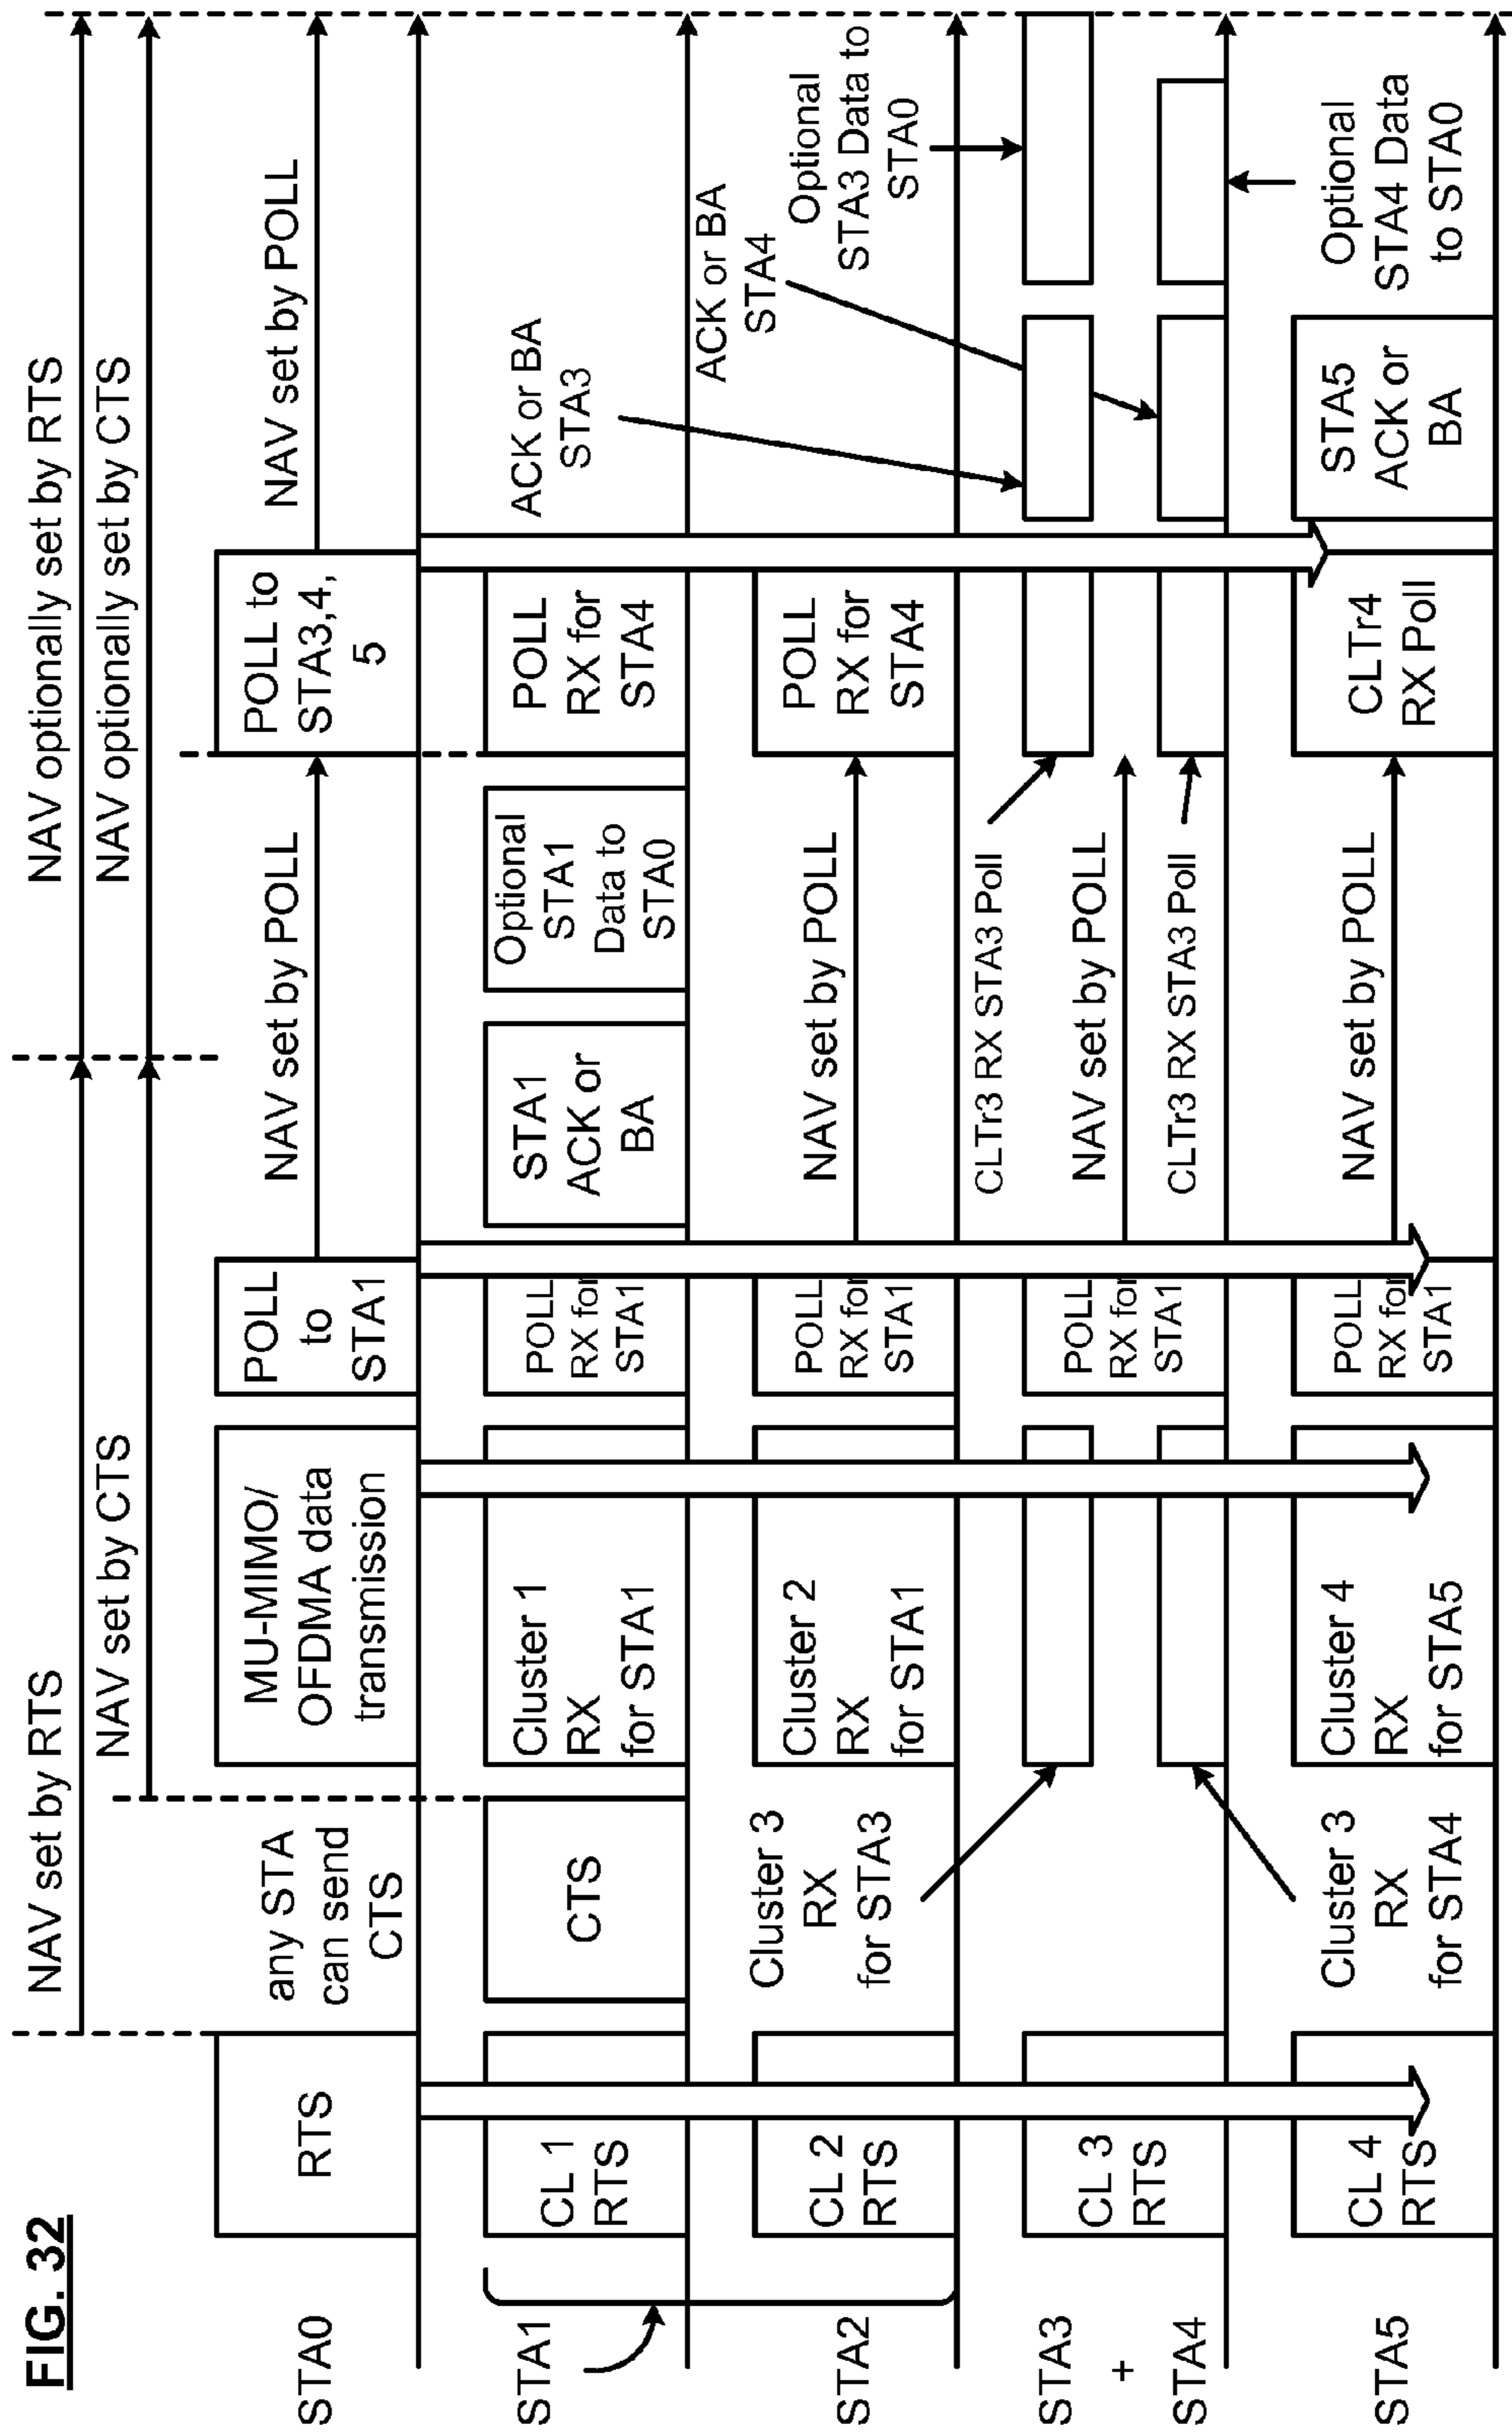 FIG. 32
NAV set by RTS
NAV optionally set by RTS
NAV set by CTS
NAV optionally set by CTS
STA0
RTS
any STA
can send
CTS
MU-MIMO/
OFDMA data
transmission
POLL
to
STA1
NAV set by POLL
POLL to
STA3,4,
5
NAV set by POLL
STA1
CL 1
RTS
CTS
Cluster 1
RX
for STA1
POLL
RX for
STA1
STA1
ACK or
BA
Optional
STA1
Data to
STA0
POLL
RX for
STA4
ACK or BA
STA3
STA2
CL 2
RTS
Cluster 3
RX
for STA3
Cluster 2
RX
for STA1
POLL
RX for
STA1
NAV set by POLL
POLL
RX for
STA4
ACK or BA
STA4
Optional
STA3 Data to
STA0
STA3
+
STA4
CL 3
RTS
POLL
RX for
STA1
CLTr3 RX STA3 Poll
NAV set by POLL
CLTr3 RX STA3 Poll
STA5
CL 4
RTS
Cluster 3
RX
for STA4
Cluster 4
RX
for STA5
POLL
RX for
STA1
NAV set by POLL
CLTr4
RX Poll
STA5
ACK or
BA
Optional
STA4 Data
to STA0